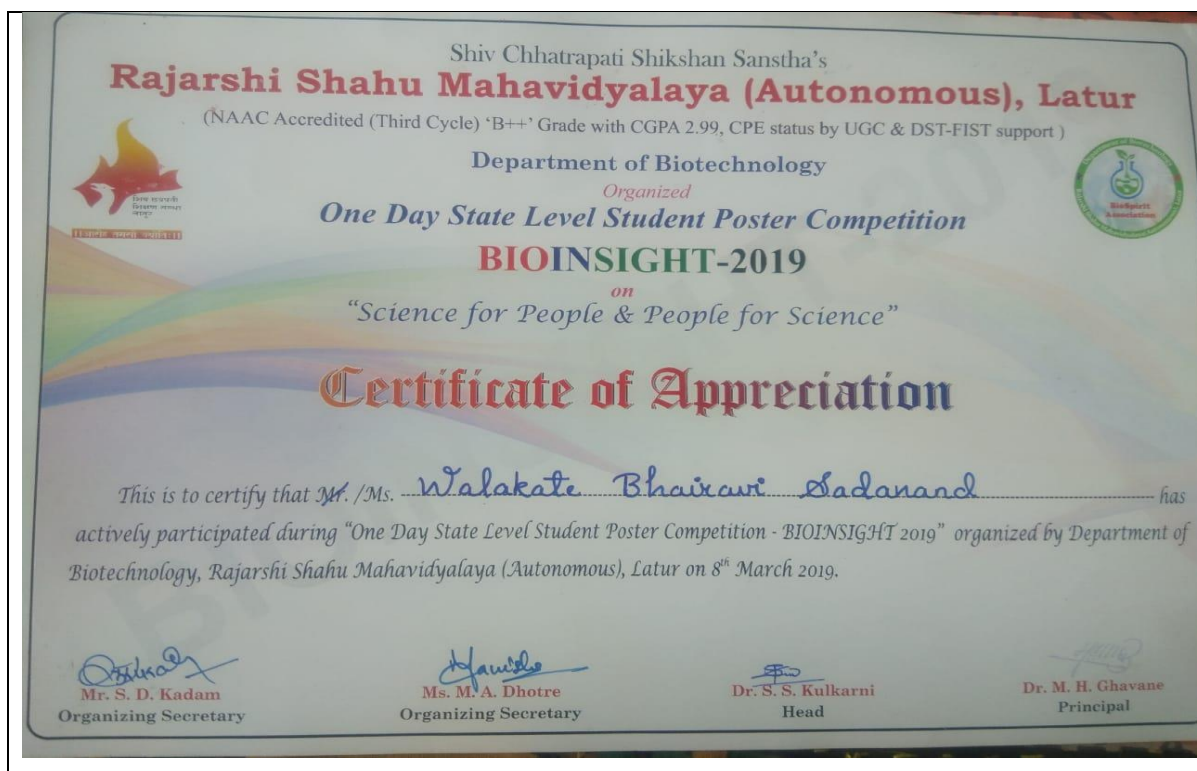 Shiv Chhatrapati Shikshan Sanstha's
Rajarshi Shahu Mahavidyalaya (Autonomous), Latur
(NAAC Accredited (Third Cycle) 'B++' Grade with CGPA 2.99, CPE status by UGC & DST-FIST support )
Department of Biotechnology
Organized
One Day State Level Student Poster Competition
BIOINSIGHT-2019
on
"Science for People & People for Science"
शिव छत्रपती
शिक्षण संस्था
लातूर
BioSpirit
Association
Certificate of Appreciation
This is to certify that Mr. /Ms. Walakate Bhairavi Sadanand has
actively participated during "One Day State Level Student Poster Competition - BIOINSIGHT 2019" organized by Department of
Biotechnology, Rajarshi Shahu Mahavidyalaya (Autonomous), Latur on 8th March 2019.
Mr. S. D. Kadam
Organizing Secretary
Ms. M. A. Dhotre
Organizing Secretary
Dr. S. S. Kulkarni
Head
Dr. M. H. Ghavane
Principal